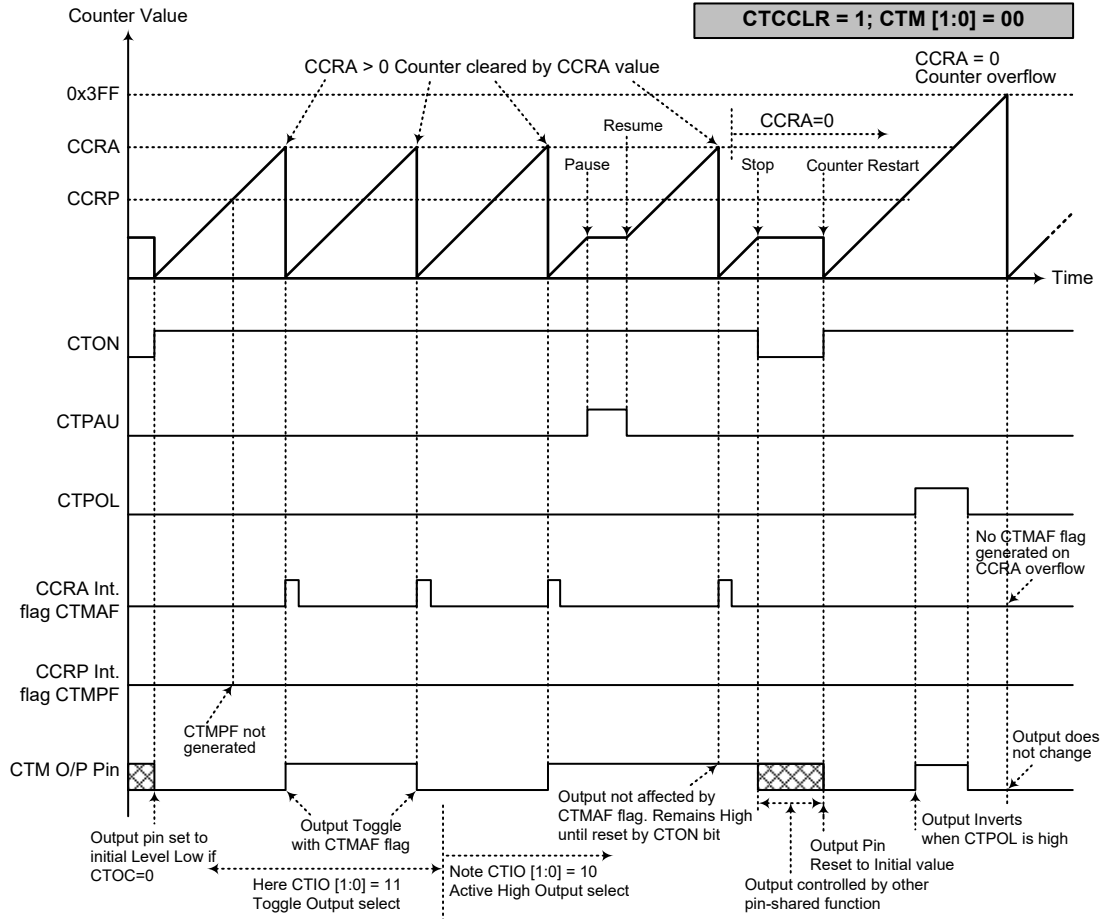 Counter Value
CTCCLR = 1; CTM [1:0] = 00
CCRA > 0 Counter cleared by CCRA value
CCRA = 0
Counter overflow
0x3FF
CCRA=0
Resume
CCRA
Pause
Stop
Counter Restart
CCRP
Time
CTON
CTPAU
CTPOL
No CTMAF flag
generated on
CCRA overflow
CCRA Int.
flag CTMAF
CCRP Int.
flag CTMPF
CTMPF not
generated
Output does
not change
CTM O/P Pin
Output pin set to
initial Level Low if
CTOC=0
Output Toggle
with CTMAF flag
Output not affected by
CTMAF flag. Remains High
until reset by CTON bit
Output Inverts
when CTPOL is high
Output Pin
Reset to Initial value
Here CTIO [1:0] = 11
Toggle Output select
Note CTIO [1:0] = 10
Active High Output select
Output controlled by other
pin-shared function